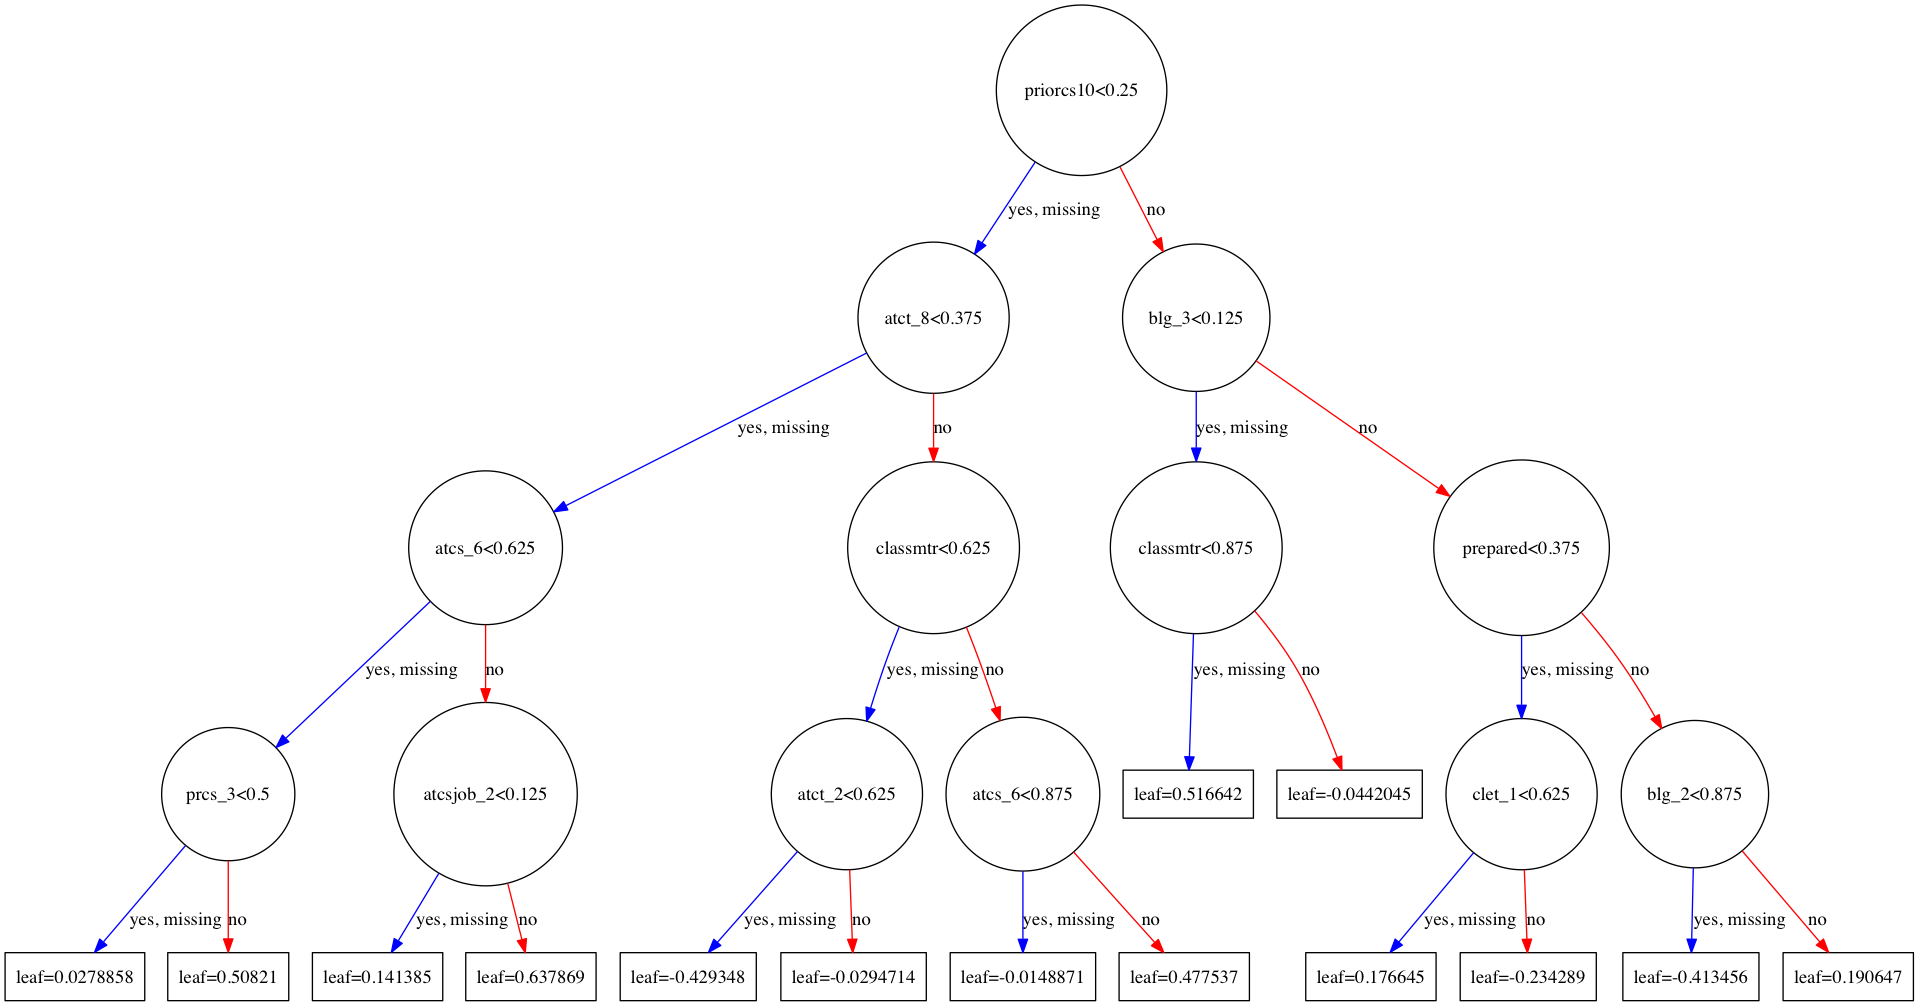 priorcs10<0.25
yes, missing
no
atct_8<0.375
blg_3<0.125
yes, missing
no
yes, missing
no
atcs_6<0.625
classmtr<0.625
classmtr<0.875
prepared<0.375
yes, missing
no
yes, missing
no
yes, missing
no
yes, missing
no
prcs_3<0.5
atcsjob_2<0.125
atct_2<0.625
atcs_6<0.875
leaf=0.516642
leaf=-0.0442045
clet_1<0.625
blg_2<0.875
yes, missing
no
yes, missing
no
yes, missing
no
yes, missing
no
yes, missing
no
yes, missing
no
leaf=0.0278858
leaf=0.50821
leaf=0.141385
leaf=0.637869
leaf=-0.429348
leaf=-0.0294714
leaf=-0.0148871
leaf=0.477537
leaf=0.176645
leaf=-0.234289
leaf=-0.413456
leaf=0.190647